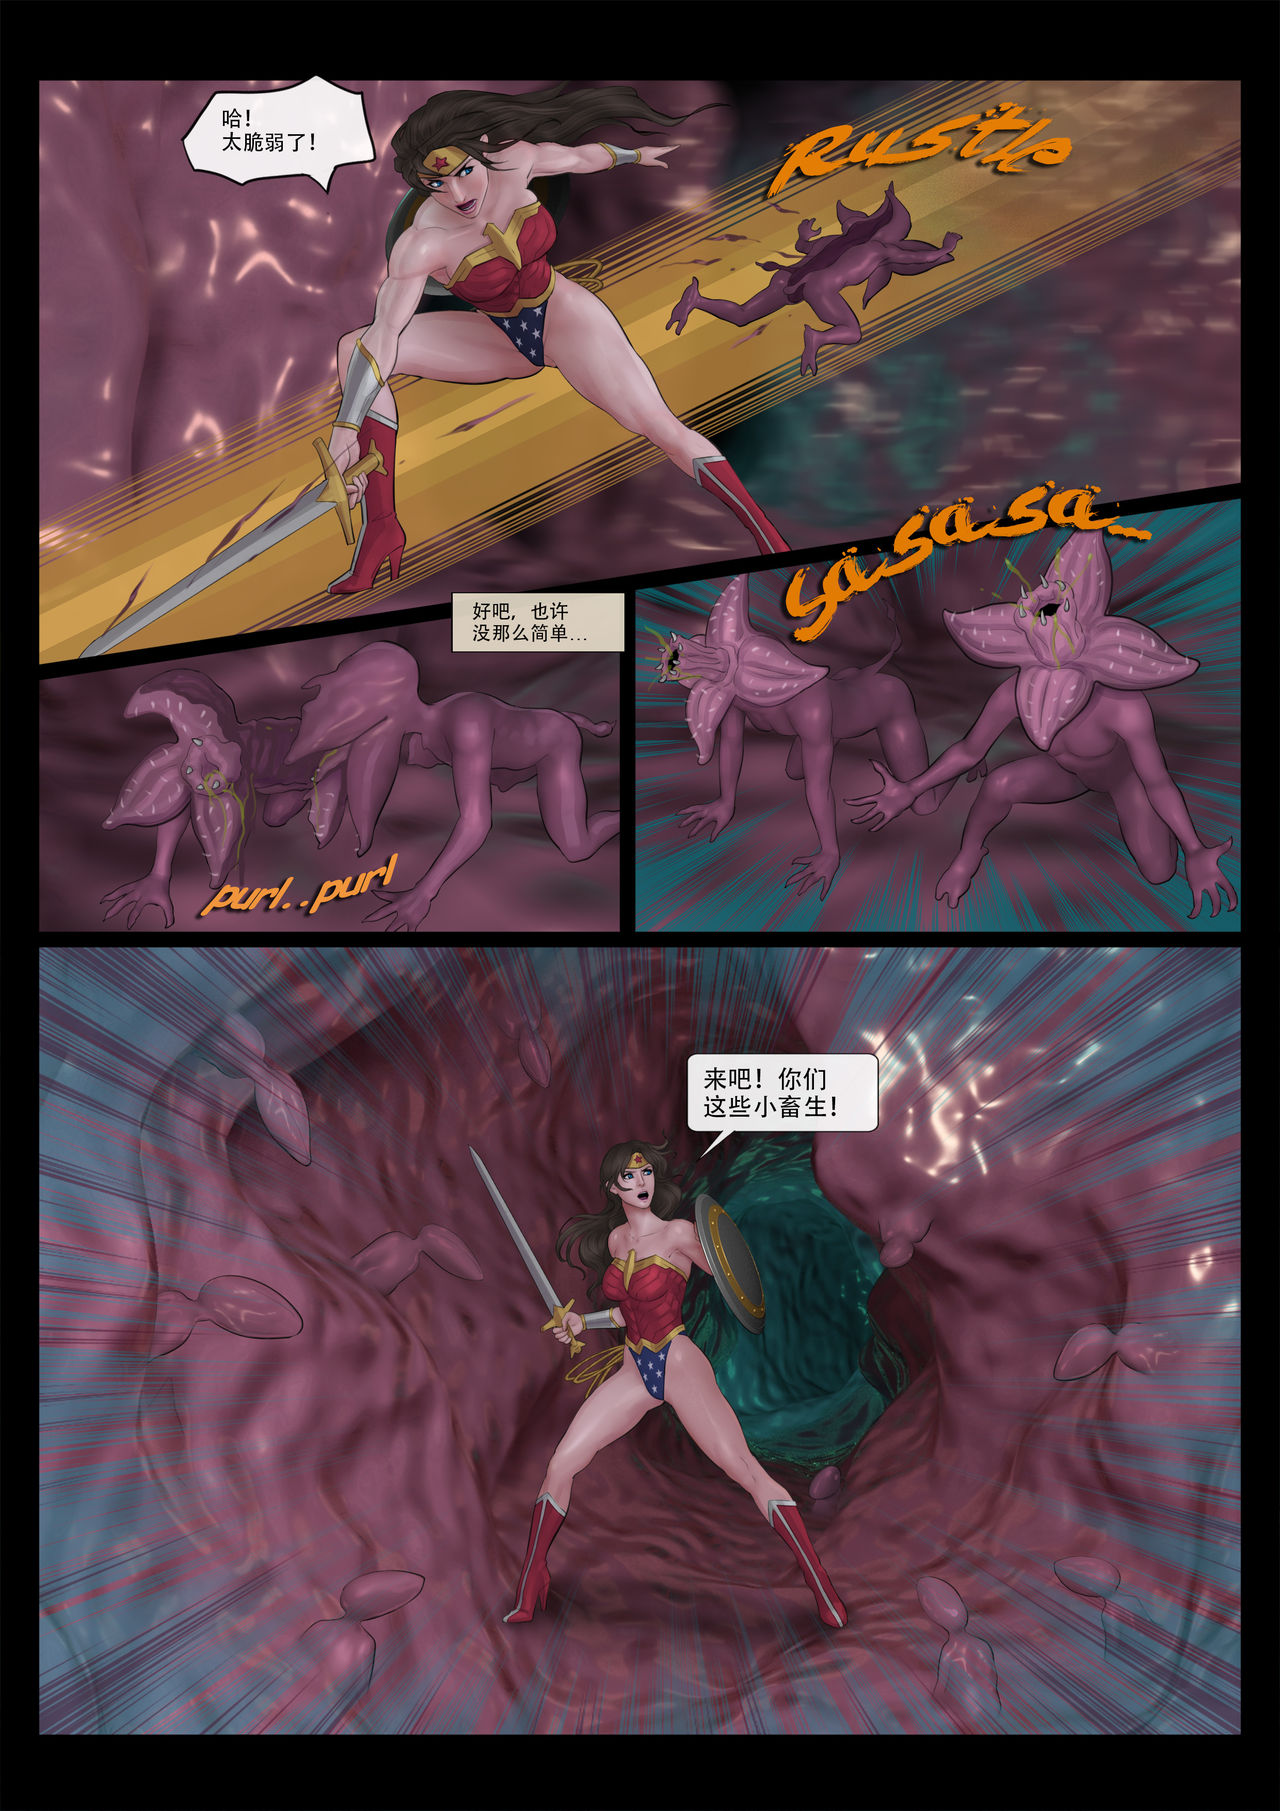 哈！
太脆弱了！
Rustle
好吧，也许
没那么简单...
sasasa_
purl..purl
来吧！你们
这些小畜生！